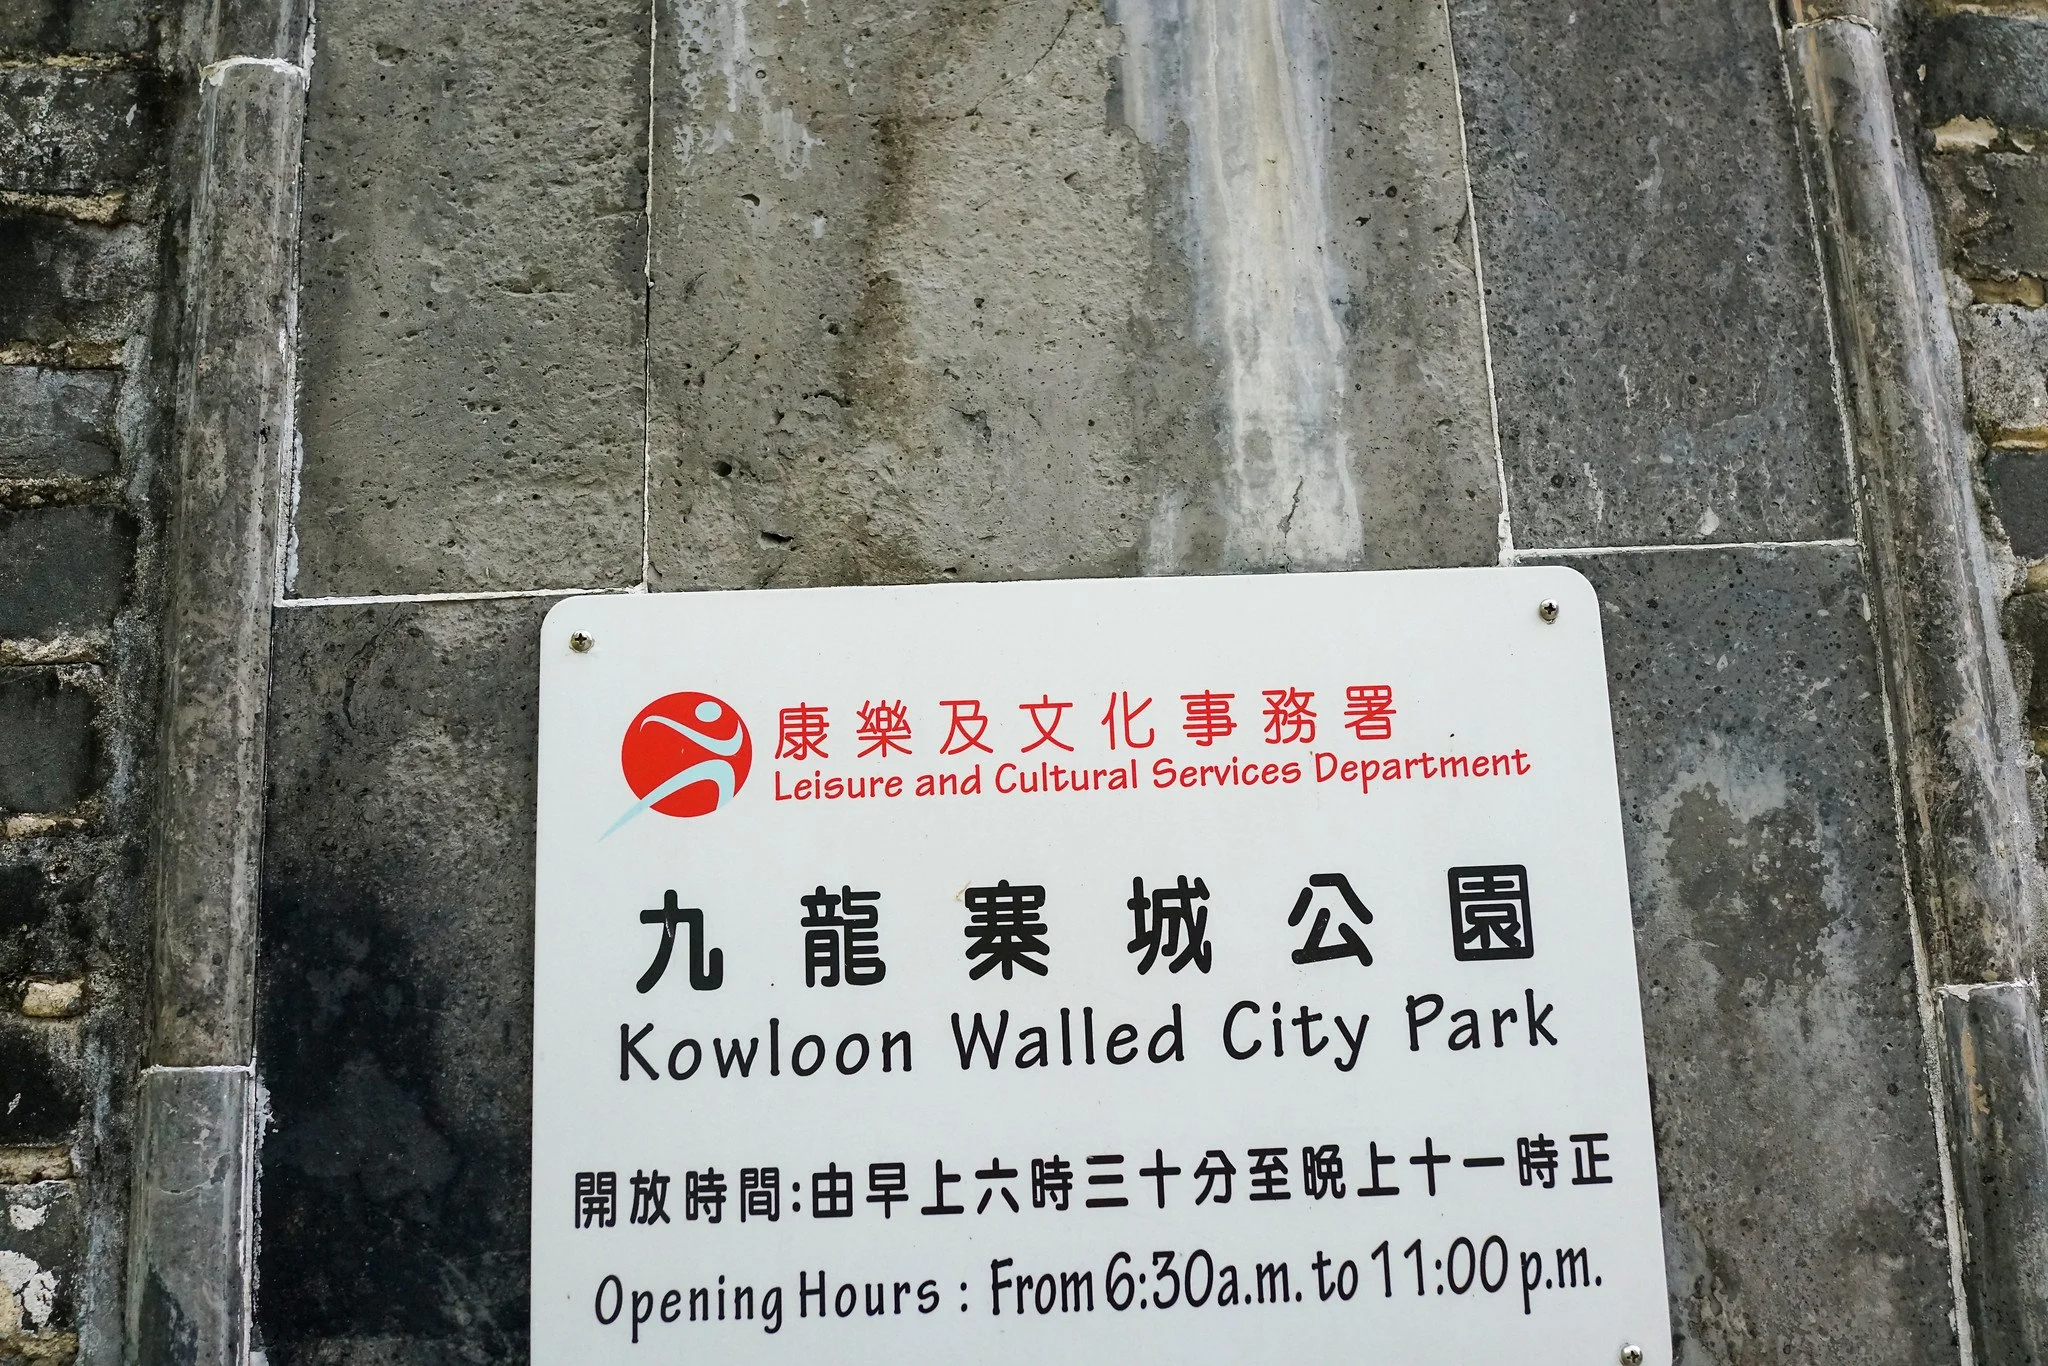 康樂及文化事務署
Leisure and Cultural Services Department
九龍寨城公園
Kowloon Walled City Park
開放時間:由早上六時三十分至晚上十一時正
Opening Hours : From 6:30a.m. to 11:00p.m.